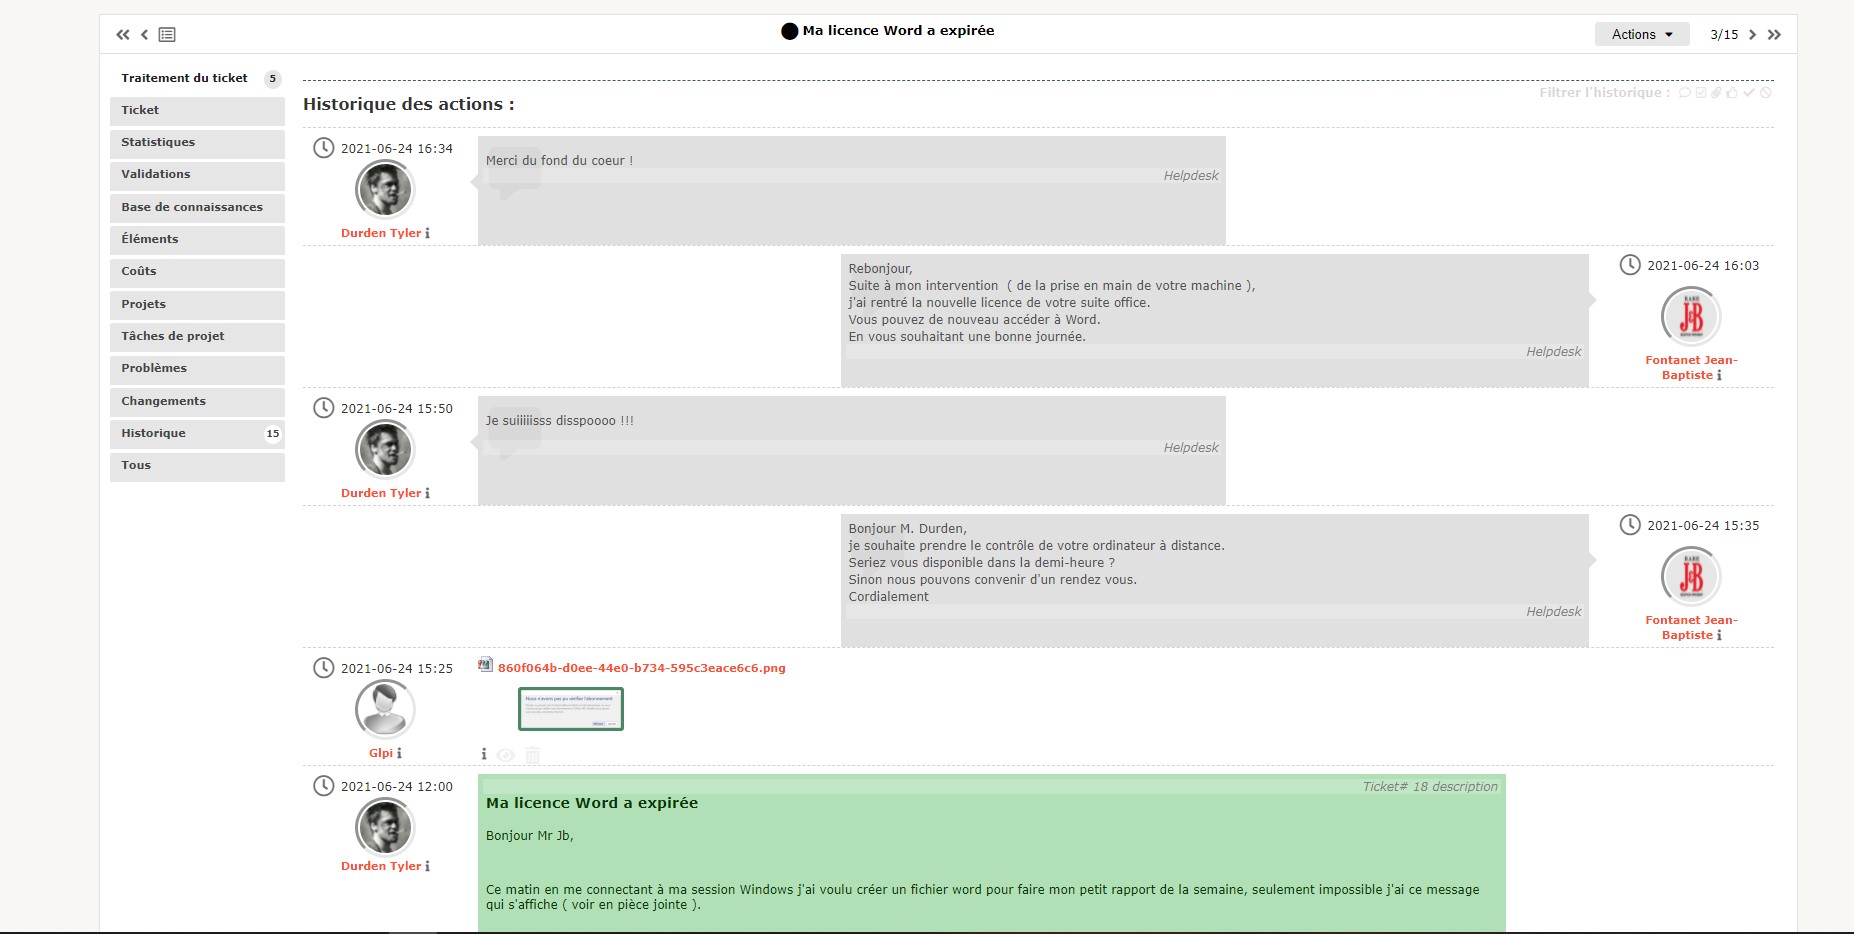 Ma licence Word a expirée
Actions
3/15
Traitement du ticket 5
Ticket
Statistiques
Validations
Base de connaissances
Éléments
Coûts
Projets
Tâches de projet
Problèmes
Changements
Historique 15
Tous
Filtrer l'historique :
Historique des actions :
2021-06-24 16:34
Durden Tyler
Merci du fond du coeur !
Helpdesk
Rebonjour,
Suite à mon intervention ( de la prise en main de votre machine ),
j'ai rentré la nouvelle licence de votre suite office.
Vous pouvez de nouveau accéder à Word.
En vous souhaitant une bonne journée.
Helpdesk
2021-06-24 16:03
RARE
J&B
Fontanet Jean-
Baptiste
2021-06-24 15:50
Durden Tyler
Je suiiiiisss disspoooo !!!
Helpdesk
Bonjour M. Durden,
je souhaite prendre le contrôle de votre ordinateur à distance.
Seriez vous disponible dans la demi-heure ?
Sinon nous pouvons convenir d'un rendez vous.
Cordialement
Helpdesk
2021-06-24 15:35
RARE
J&B
Fontanet Jean-
Baptiste
2021-06-24 15:25
Glpi
860f064b-d0ee-44e0-b734-595c3eace6c6.png
Nous n'avons pas pu vérifier l'abonnement
2021-06-24 12:00
Durden Tyler
Ticket# 18 description
Ma licence Word a expirée
Bonjour Mr Jb,
Ce matin en me connectant à ma session Windows j'ai voulu créer un fichier word pour faire mon petit rapport de la semaine, seulement impossible j'ai ce message
qui s'affiche ( voir en pièce jointe ).